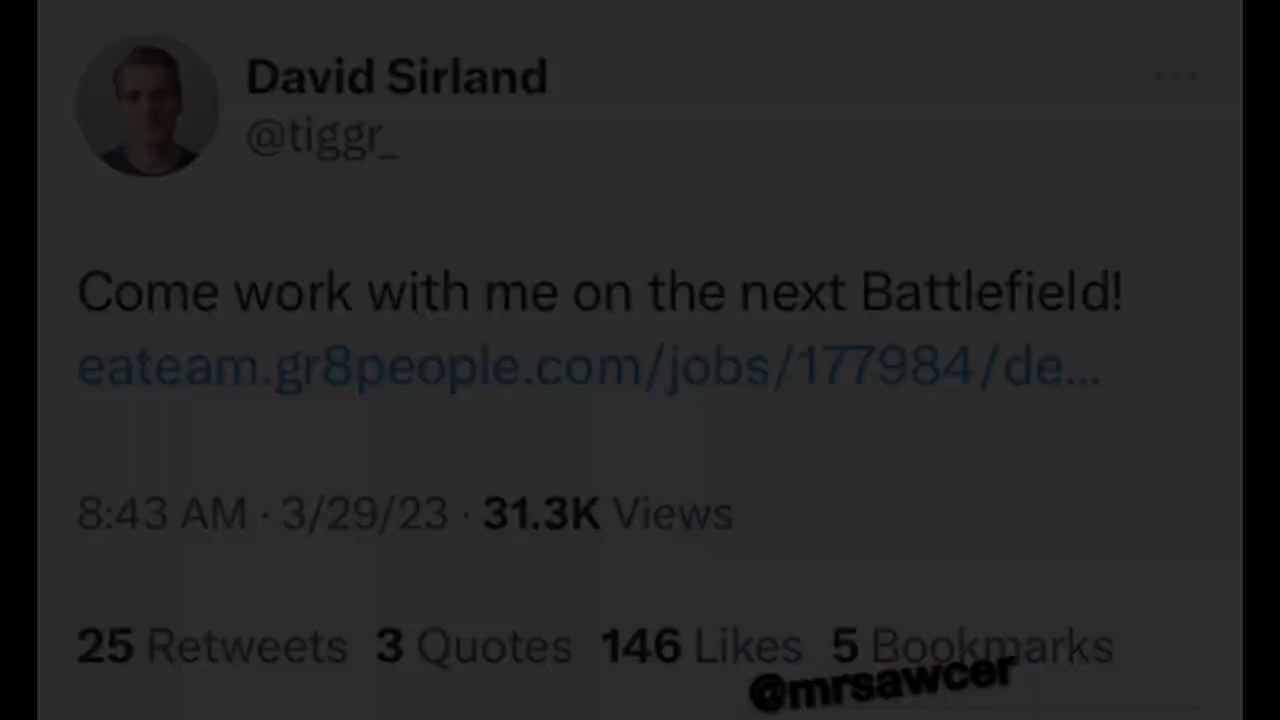 David Sirland
@tiggr_
Come work with me on the next Battlefield!
eateam.gr8people.com/jobs/177984/de...
8:43 AM · 3/29/23 · 31.3K Views
25 Retweets 3 Quotes 146 Likes 5 Bookmarks
@mrsawcer